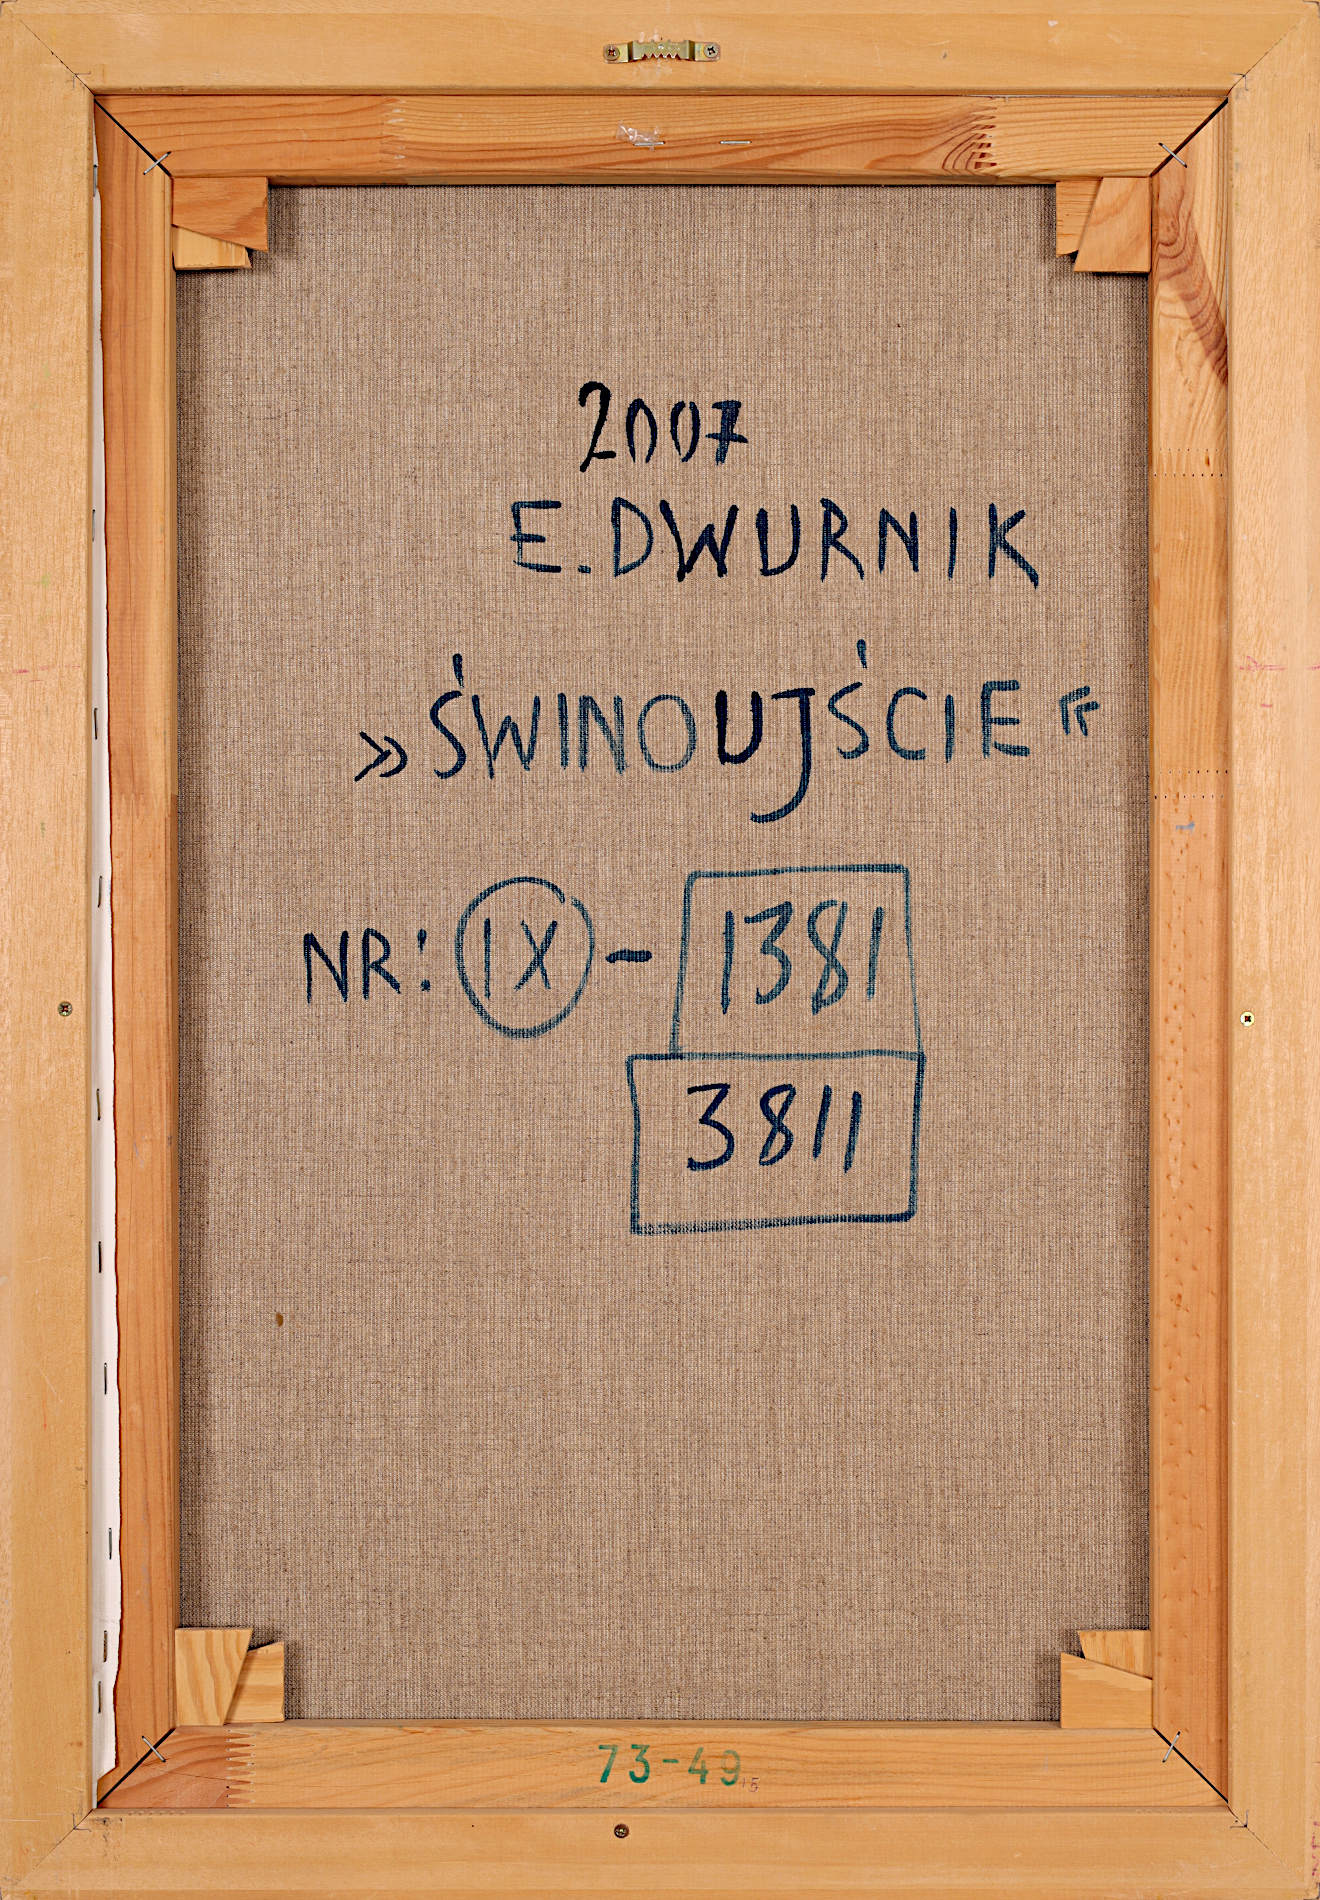 2007
E. DWURNIK
»ŚWINOUJŚCIE«
NR: IX - 1381
3811
73-49